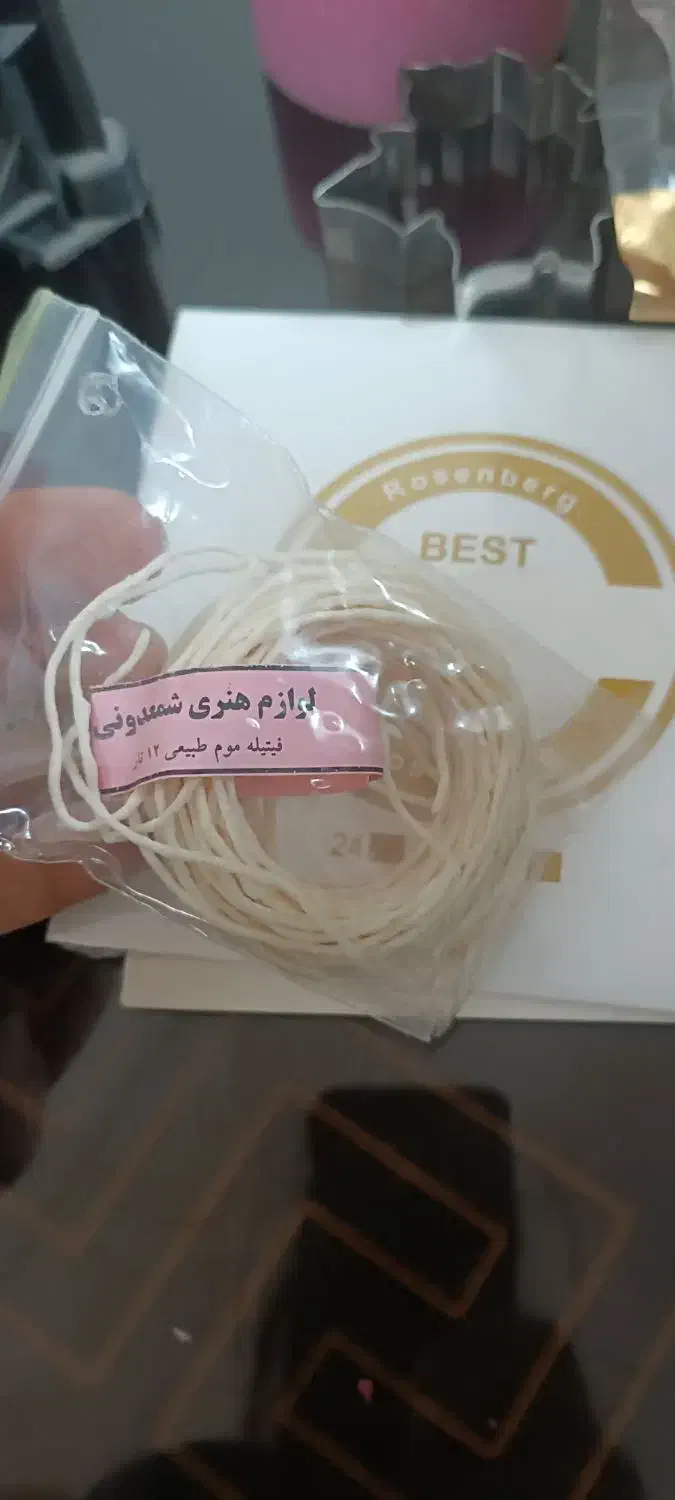 Rosenberg
BEST
لوازم هنری شمعدونی
فیتیله موم طبیعی ۱۲ تار
24